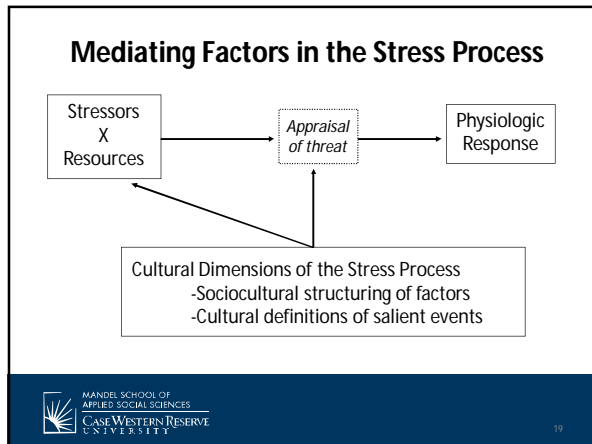 Mediating Factors in the Stress Process
Stressors
X
Resources
Appraisal
of threat
Physiologic
Response
Cultural Dimensions of the Stress Process
-Sociocultural structuring of factors
-Cultural definitions of salient events
MANDEL SCHOOL OF
APPLIED SOCIAL SCIENCES
CASE WESTERN RESERVE
UNIVERSITY
19